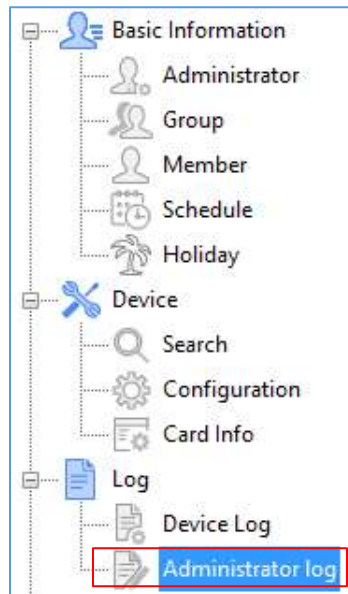 Basic Information
Administrator
Group
Member
Schedule
Holiday
Device
Search
Configuration
Card Info
Log
Device Log
Administrator log